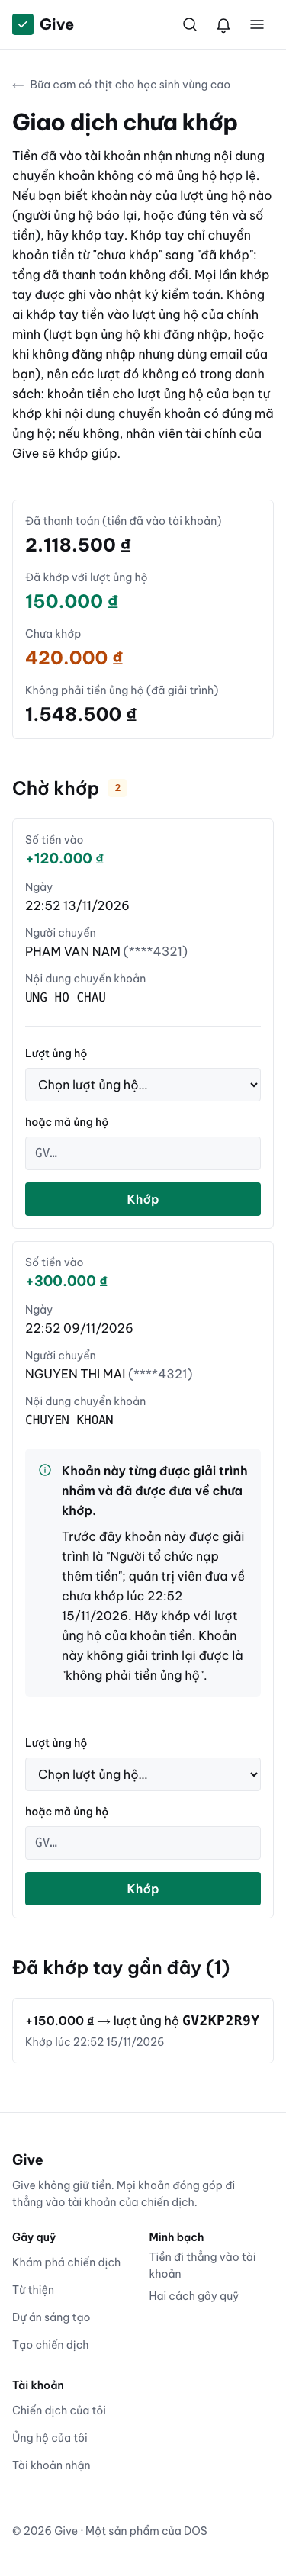 Give
← Bữa cơm có thịt cho học sinh vùng cao
Giao dịch chưa khớp
Tiền đã vào tài khoản nhận nhưng nội dung
chuyển khoản không có mã ủng hộ hợp lệ.
Nếu bạn biết khoản này của lượt ủng hộ nào
(người ủng hộ báo lại, hoặc đúng tên và số
tiền), hãy khớp tay. Khớp tay chỉ chuyển
khoản tiền từ "chưa khớp" sang "đã khớp":
tổng đã thanh toán không đổi. Mọi lần khớp
tay được ghi vào nhật ký kiểm toán. Không
ai khớp tay tiền vào lượt ủng hộ của chính
mình (lượt bạn ủng hộ khi đăng nhập, hoặc
khi không đăng nhập nhưng dùng email của
bạn), nên các lượt đó không có trong danh
sách: khoản tiền cho lượt ủng hộ của bạn tự
khớp khi nội dung chuyển khoản có đúng mã
ủng hộ; nếu không, nhân viên tài chính của
Give sẽ khớp giúp.
Đã thanh toán (tiền đã vào tài khoản)
2.118.500 ₫
Đã khớp với lượt ủng hộ
150.000 ₫
Chưa khớp
420.000 ₫
Không phải tiền ủng hộ (đã giải trình)
1.548.500 ₫
Chờ khớp 2
Số tiền vào
+120.000 ₫
Ngày
22:52 13/11/2026
Người chuyển
PHAM VAN NAM (****4321)
Nội dung chuyển khoản
UNG HO CHAU
Lượt ủng hộ
Chọn lượt ủng hộ...
hoặc mã ủng hộ
GV…
Khớp
Số tiền vào
+300.000 ₫
Ngày
22:52 09/11/2026
Người chuyển
NGUYEN THI MAI (****4321)
Nội dung chuyển khoản
CHUYEN KHOAN
Khoản này từng được giải trình
nhầm và đã được đưa về chưa
khớp.
Trước đây khoản này được giải
trình là "Người tổ chức nạp
thêm tiền"; quản trị viên đưa về
chưa khớp lúc 22:52
15/11/2026. Hãy khớp với lượt
ủng hộ của khoản tiền. Khoản
này không giải trình lại được là
"không phải tiền ủng hộ".
Lượt ủng hộ
Chọn lượt ủng hộ...
hoặc mã ủng hộ
GV…
Khớp
Đã khớp tay gần đây (1)
+150.000 ₫ → lượt ủng hộ GV2KP2R9Y
Khớp lúc 22:52 15/11/2026
Give
Give không giữ tiền. Mọi khoản đóng góp đi
thẳng vào tài khoản của chiến dịch.
Gây quỹ
Khám phá chiến dịch
Từ thiện
Dự án sáng tạo
Tạo chiến dịch
Minh bạch
Tiền đi thẳng vào tài
khoản
Hai cách gây quỹ
Tài khoản
Chiến dịch của tôi
Ủng hộ của tôi
Tài khoản nhận
© 2026 Give · Một sản phẩm của DOS